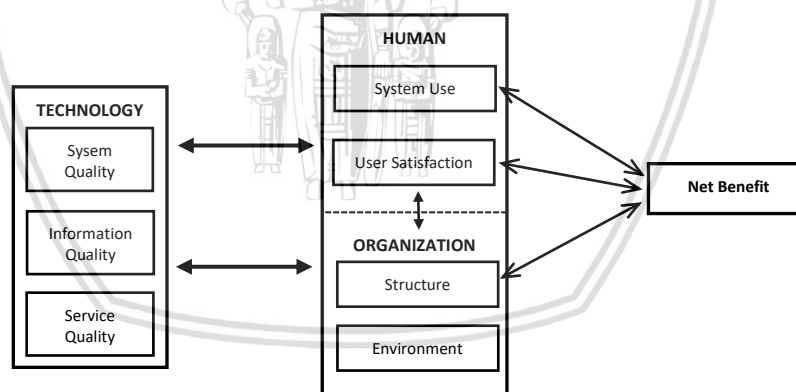 TECHNOLOGY
Sysem
Quality
Information
Quality
Service
Quality
HUMAN
System Use
User Satisfaction
ORGANIZATION
Structure
Environment
Net Benefit